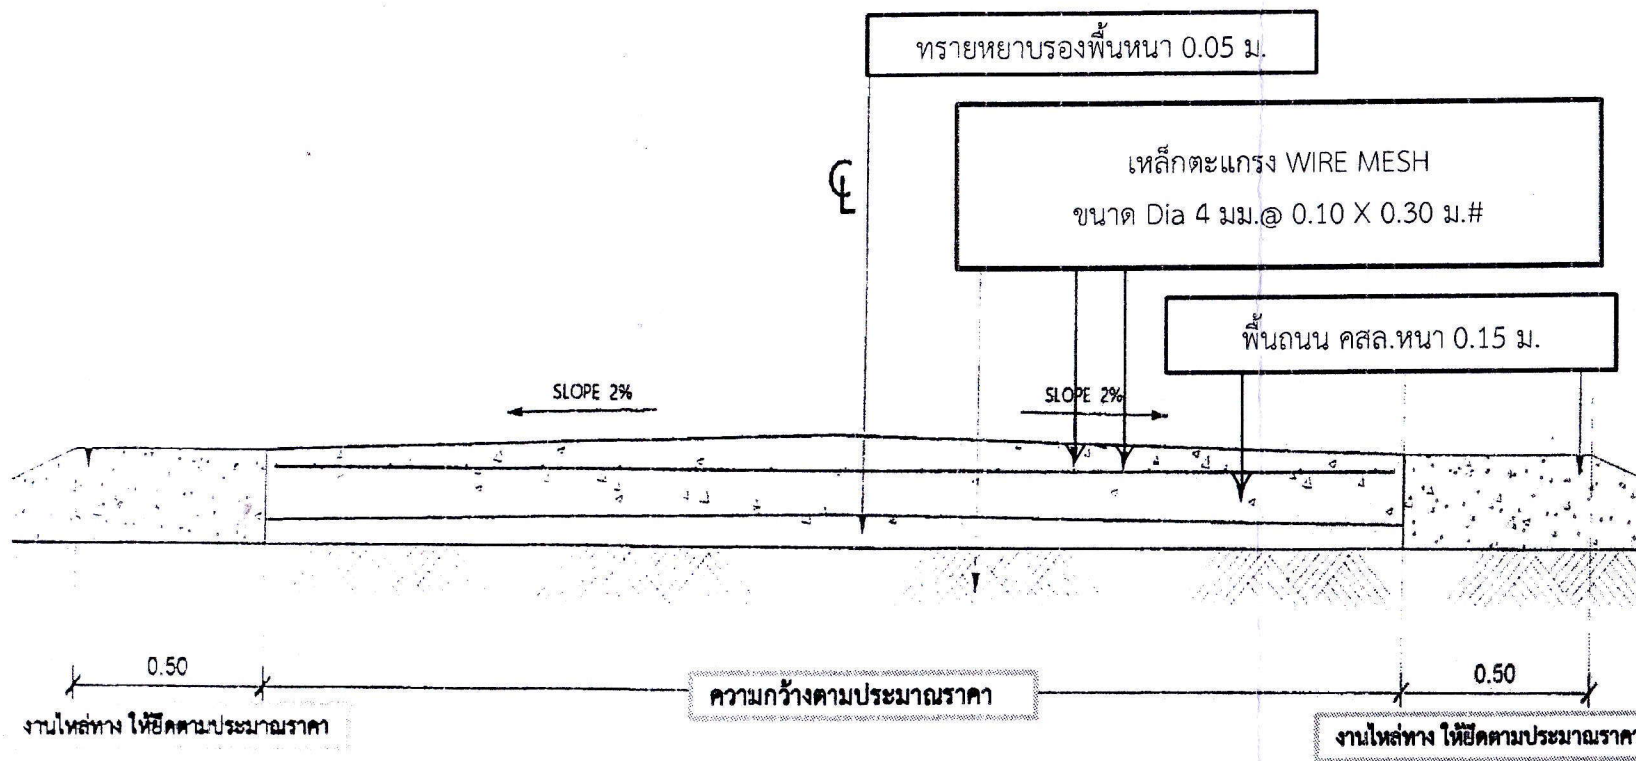 ทรายหยาบรองพื้นหนา 0.05 ม.
เหล็กตะแกรง WIRE MESH
ขนาด Dia 4 มม.@ 0.10 X 0.30 ม.#
พื้นถนน คสล.หนา 0.15 ม.
SLOPE 2%
SLOPE 2%
0.50
ความกว้างตามประมาณราคา
0.50
งานไหล่ทาง ให้ยึดตามประมาณราคา
งานไหล่ทาง ให้ยึดตามประมาณราคา